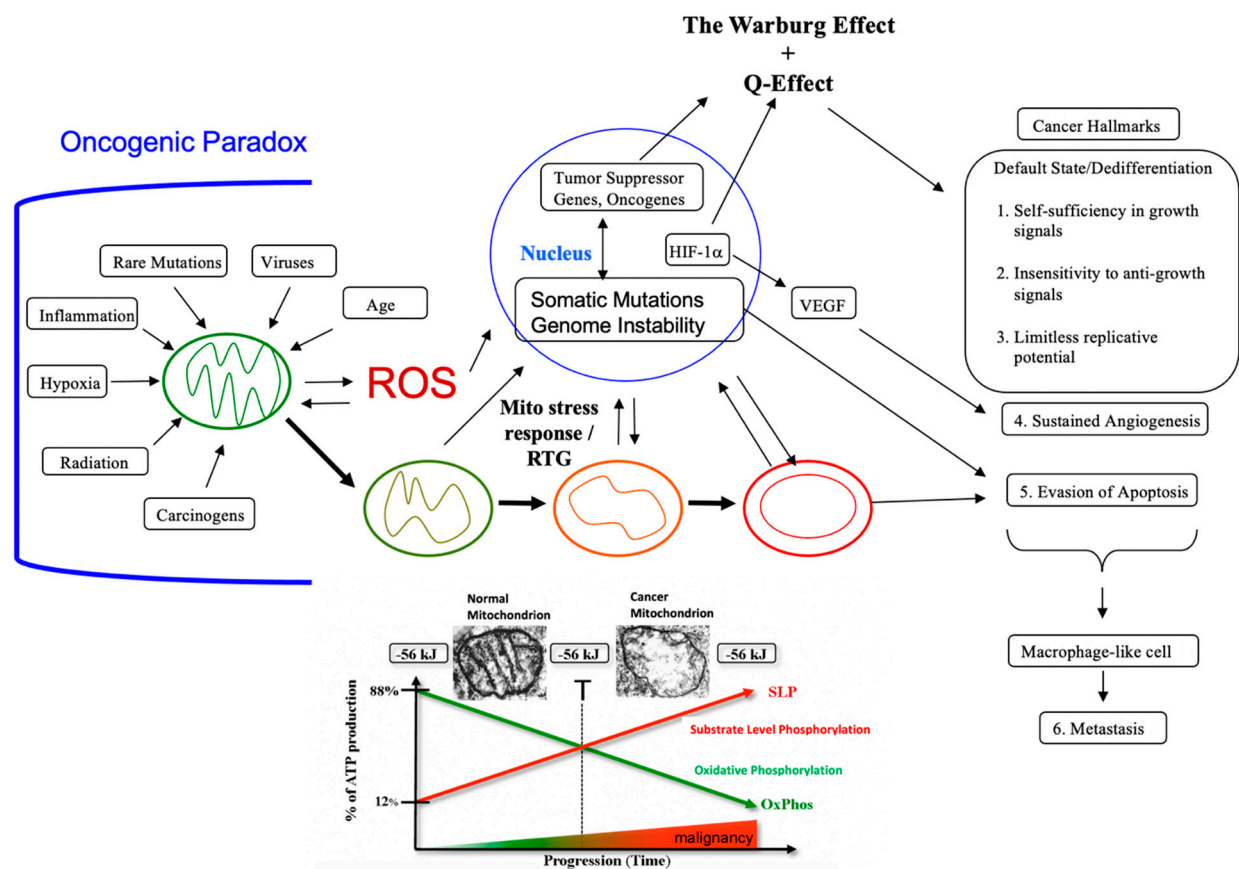 The Warburg Effect
+
Q-Effect
Oncogenic Paradox
Cancer Hallmarks
Default State/Dedifferentiation
1. Self-sufficiency in growth
signals
2. Insensitivity to anti-growth
signals
3. Limitless replicative
potential
Tumor Suppressor
Genes, Oncogenes
Nucleus
HIF-1α
Somatic Mutations
Genome Instability
VEGF
Rare Mutations
Viruses
Inflammation
Age
Hypoxia
ROS
Radiation
Carcinogens
Mito stress
response /
RTG
4. Sustained Angiogenesis
5. Evasion of Apoptosis
Macrophage-like cell
6. Metastasis
Normal
Mitochondrion
Cancer
Mitochondrion
-56 kJ
-56 kJ
-56 kJ
88%
SLP
Substrate Level Phosphorylation
% of ATP production
Oxidative Phosphorylation
12%
OxPhos
malignancy
Progression (Time)